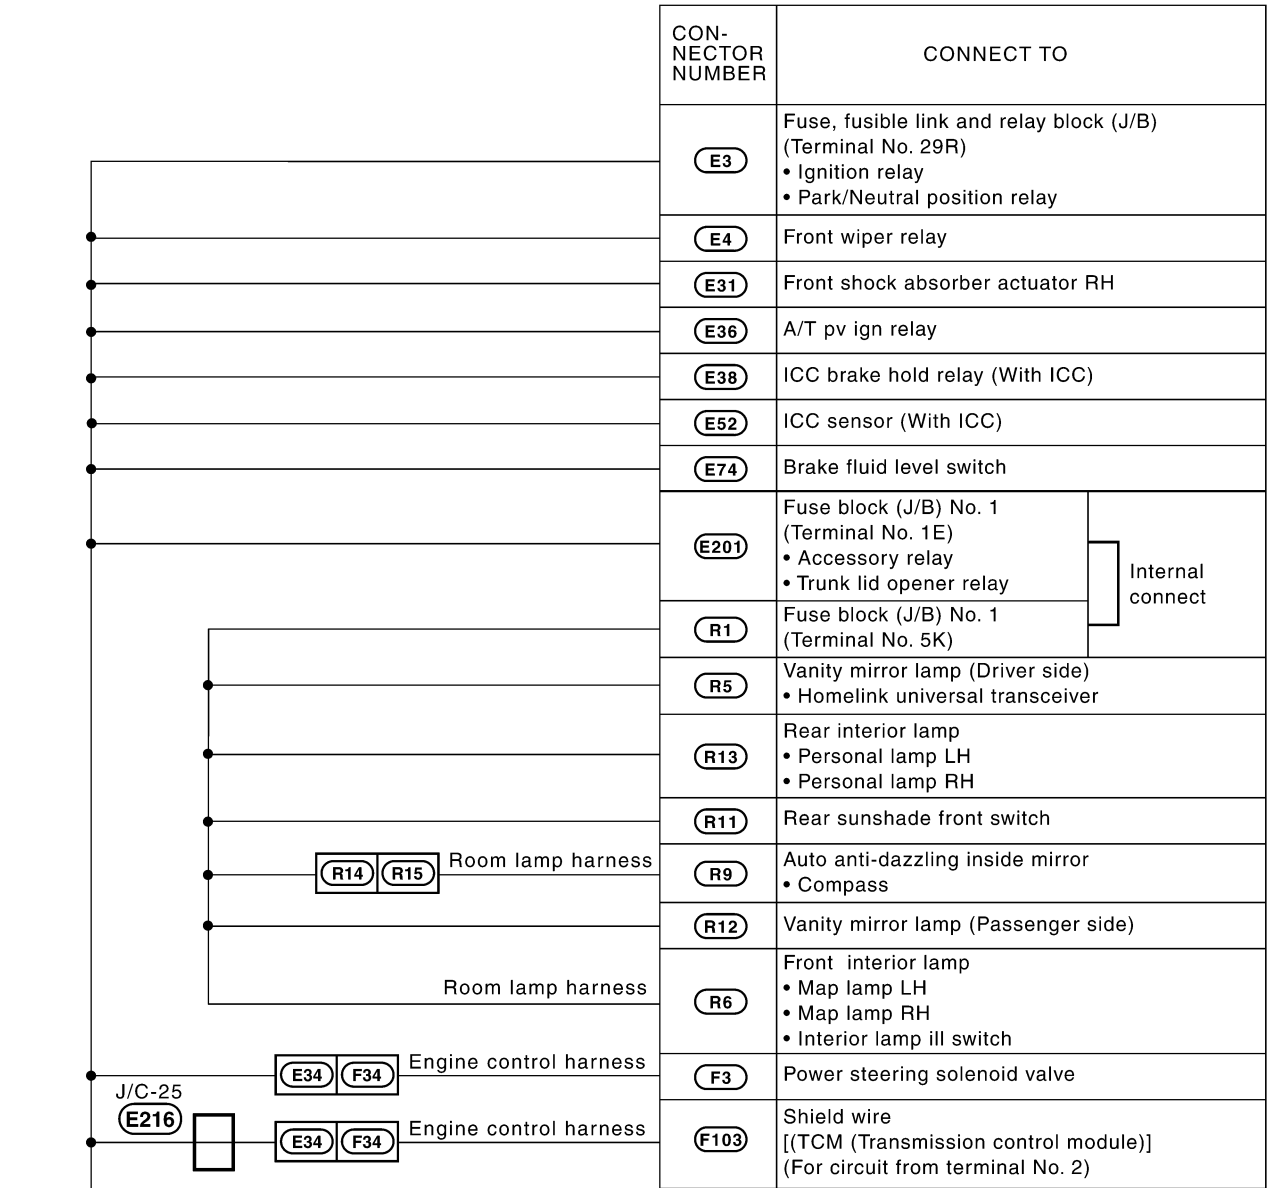 CON-
NECTOR
NUMBER
CONNECT TO
E3
Fuse, fusible link and relay block (J/B)
(Terminal No. 29R)
• Ignition relay
• Park/Neutral position relay
E4
Front wiper relay
E31
Front shock absorber actuator RH
E36
A/T pv ign relay
E38
ICC brake hold relay (With ICC)
E52
ICC sensor (With ICC)
E74
Brake fluid level switch
E201
Fuse block (J/B) No. 1
(Terminal No. 1E)
• Accessory relay
• Trunk lid opener relay
Internal
connect
R1
Fuse block (J/B) No. 1
(Terminal No. 5K)
R5
Vanity mirror lamp (Driver side)
• Homelink universal transceiver
R13
Rear interior lamp
• Personal lamp LH
• Personal lamp RH
R11
Rear sunshade front switch
R14 R15 Room lamp harness
R9
Auto anti-dazzling inside mirror
• Compass
R12
Vanity mirror lamp (Passenger side)
Room lamp harness
R6
Front interior lamp
• Map lamp LH
• Map lamp RH
• Interior lamp ill switch
E34 F34 Engine control harness
F3
Power steering solenoid valve
J/C-25
E216
E34 F34 Engine control harness
F103
Shield wire
[(TCM (Transmission control module)]
(For circuit from terminal No. 2)